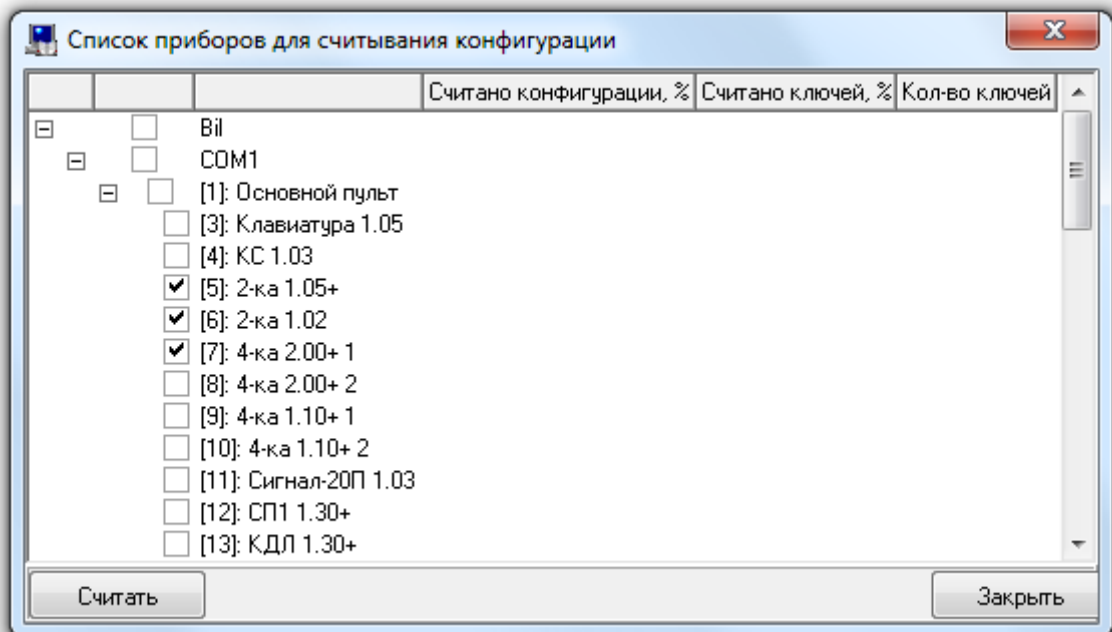 Список приборов для считывания конфигурации
Считано конфигурации, % Считано ключей, % Кол-во ключей
Bil
COM1
[1]: Основной пульт
[3]: Клавиатура 1.05
[4]: КС 1.03
[5]: 2-ка 1.05+
[6]: 2-ка 1.02
[7]: 4-ка 2.00+ 1
[8]: 4-ка 2.00+ 2
[9]: 4-ка 1.10+ 1
[10]: 4-ка 1.10+ 2
[11]: Сигнал-20П 1.03
[12]: СП1 1.30+
[13]: КДЛ 1.30+
Считать Закрыть